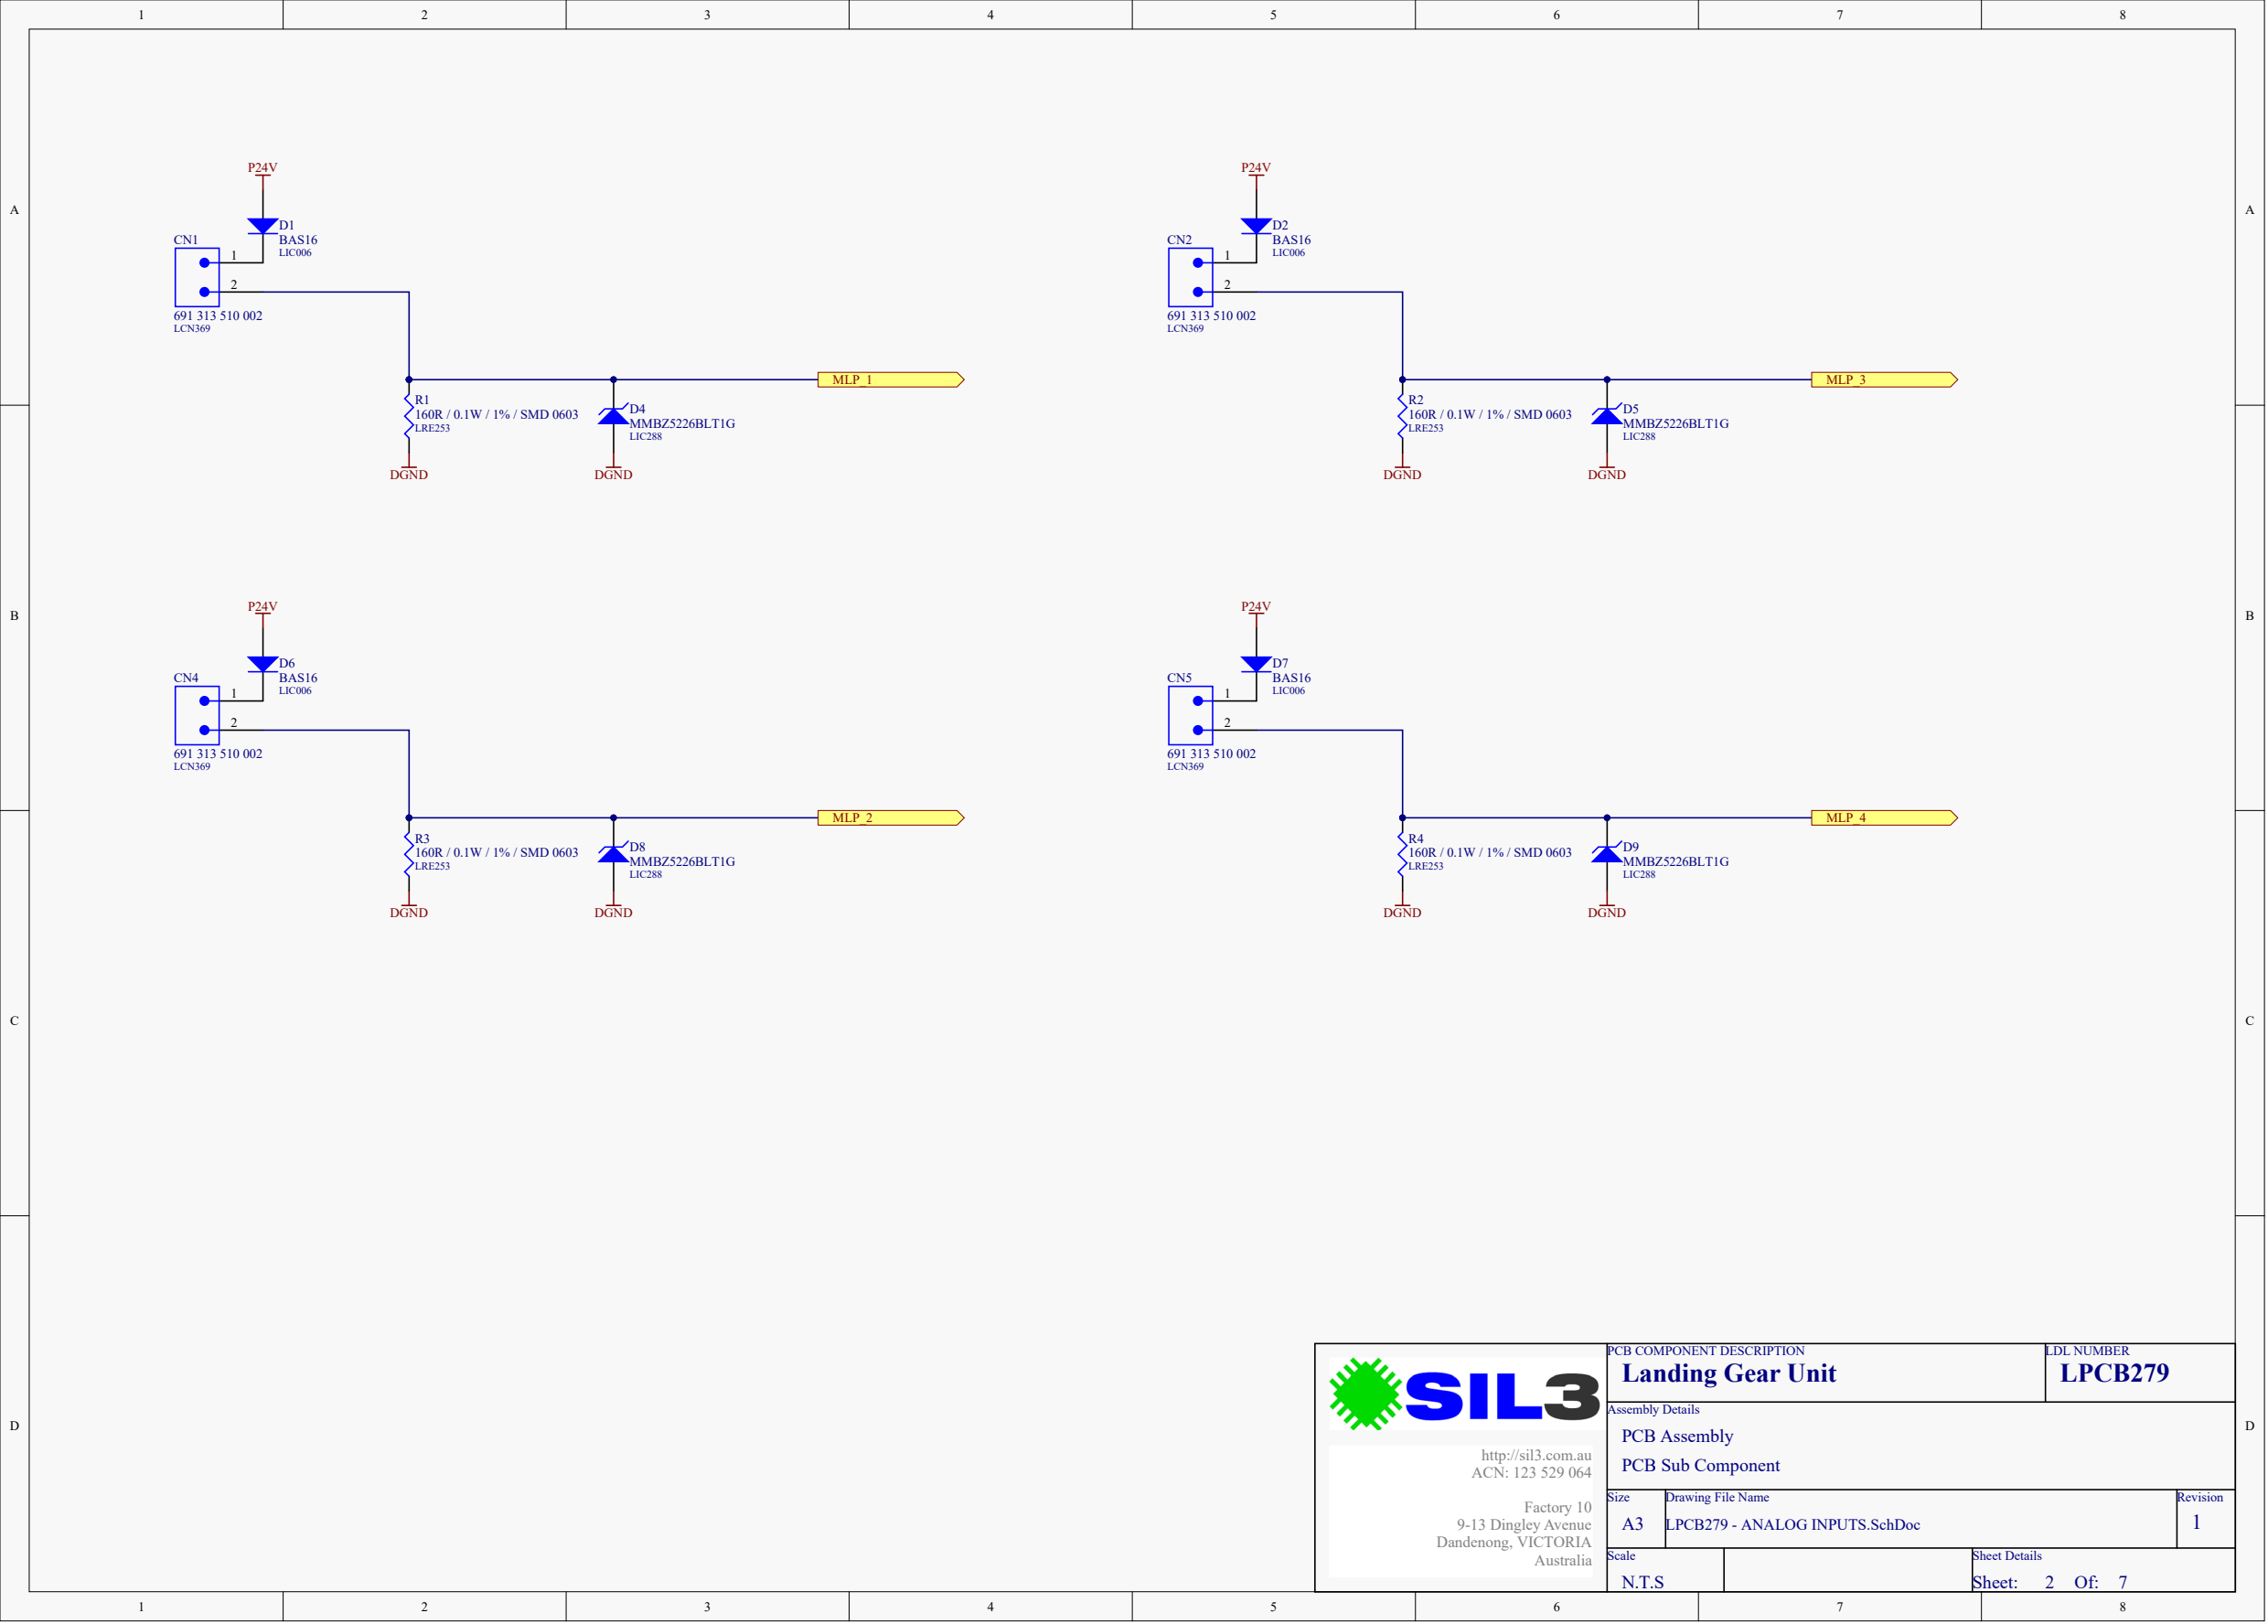 1 2 3 4 5 6 7 8
A A
P24V
D1
BAS16
LIC006
CN1
1
2
691 313 510 002
LCN369
MLP_1
R1
160R / 0.1W / 1% / SMD 0603
LRE253
DGND
D4
MMBZ5226BLT1G
LIC288
DGND
P24V
D2
BAS16
LIC006
CN2
1
2
691 313 510 002
LCN369
MLP_3
R2
160R / 0.1W / 1% / SMD 0603
LRE253
DGND
D5
MMBZ5226BLT1G
LIC288
DGND
B B
P24V
D6
BAS16
LIC006
CN4
1
2
691 313 510 002
LCN369
MLP_2
R3
160R / 0.1W / 1% / SMD 0603
LRE253
DGND
D8
MMBZ5226BLT1G
LIC288
DGND
P24V
D7
BAS16
LIC006
CN5
1
2
691 313 510 002
LCN369
MLP_4
R4
160R / 0.1W / 1% / SMD 0603
LRE253
DGND
D9
MMBZ5226BLT1G
LIC288
DGND
C C
D D
SIL3
http://sil3.com.au
ACN: 123 529 064
Factory 10
9-13 Dingley Avenue
Dandenong, VICTORIA
Australia
PCB COMPONENT DESCRIPTION
Landing Gear Unit
LDL NUMBER
LPCB279
Assembly Details
PCB Assembly
PCB Sub Component
Size
A3
Drawing File Name
LPCB279 - ANALOG INPUTS.SchDoc
Revision
1
Scale
N.T.S
Sheet Details
Sheet: 2 Of: 7
1 2 3 4 5 6 7 8